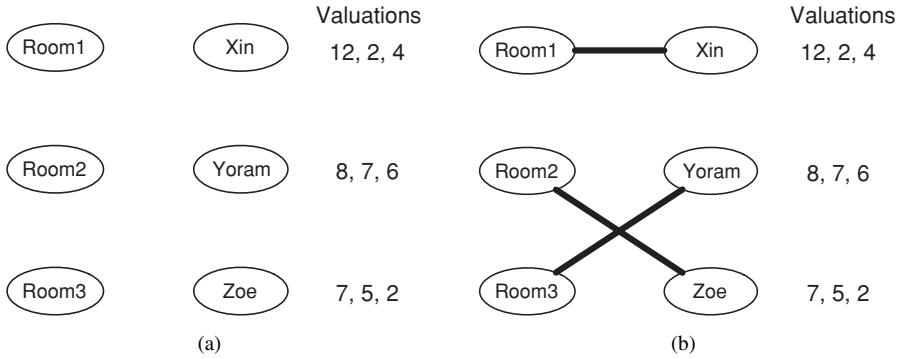 Valuations Valuations
Room1 Xin 12, 2, 4 Room1 Xin 12, 2, 4
Room2 Yoram 8, 7, 6 Room2 Yoram 8, 7, 6
Room3 Zoe 7, 5, 2 Room3 Zoe 7, 5, 2
(a) (b)